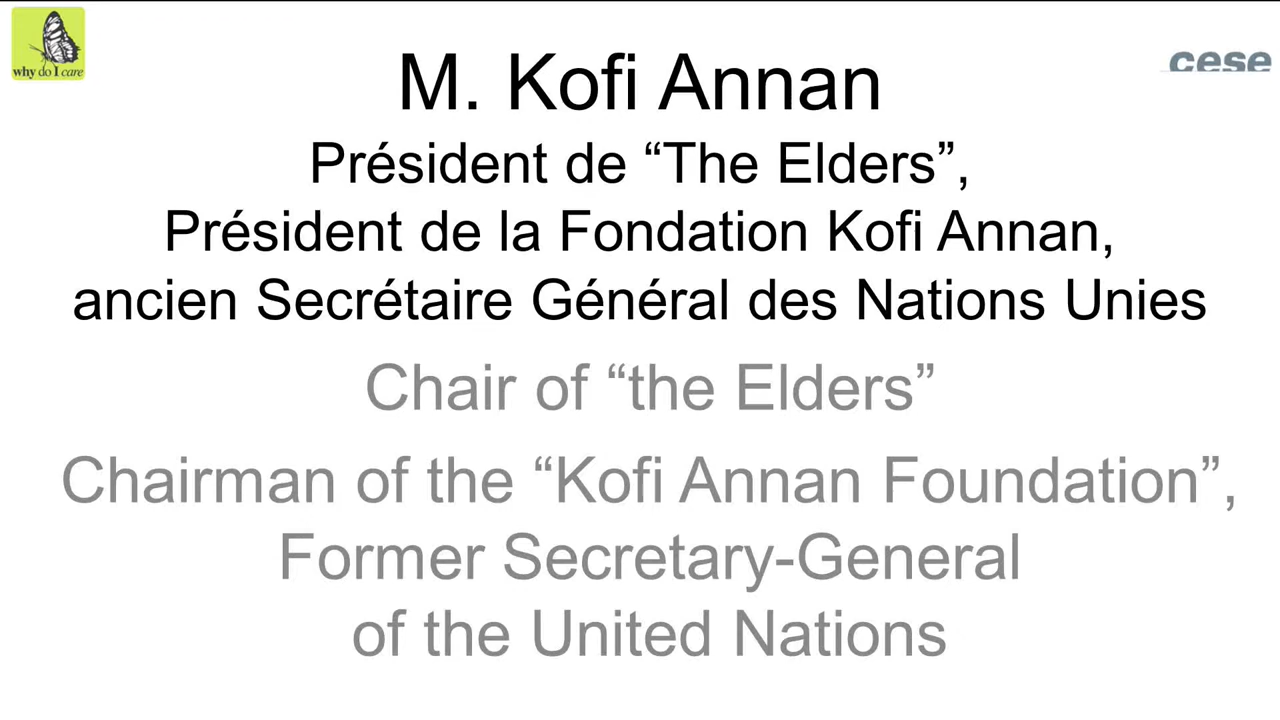 why do I care
cese
M. Kofi Annan
Président de “The Elders”,
Président de la Fondation Kofi Annan,
ancien Secrétaire Général des Nations Unies
Chair of “the Elders”
Chairman of the “Kofi Annan Foundation”,
Former Secretary-General
of the United Nations